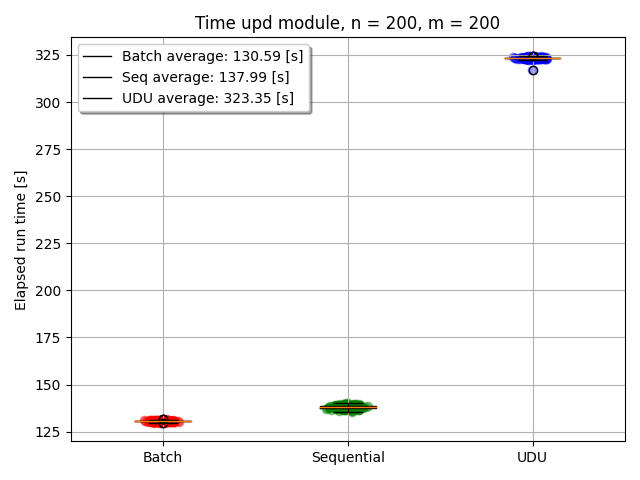 Time upd module, n = 200, m = 200
Batch average: 130.59 [s]
Seq average: 137.99 [s]
UDU average: 323.35 [s]
Elapsed run time [s]
325
300
275
250
225
200
175
150
125
Batch
Sequential
UDU